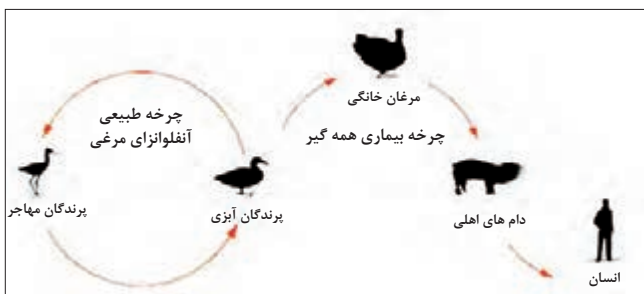 مرغان خانگی
چرخه طبیعی
آنفلوانزای مرغی
چرخه بیماری همه گیر
پرندگان مهاجر
پرندگان آبزی
دام های اهلی
انسان